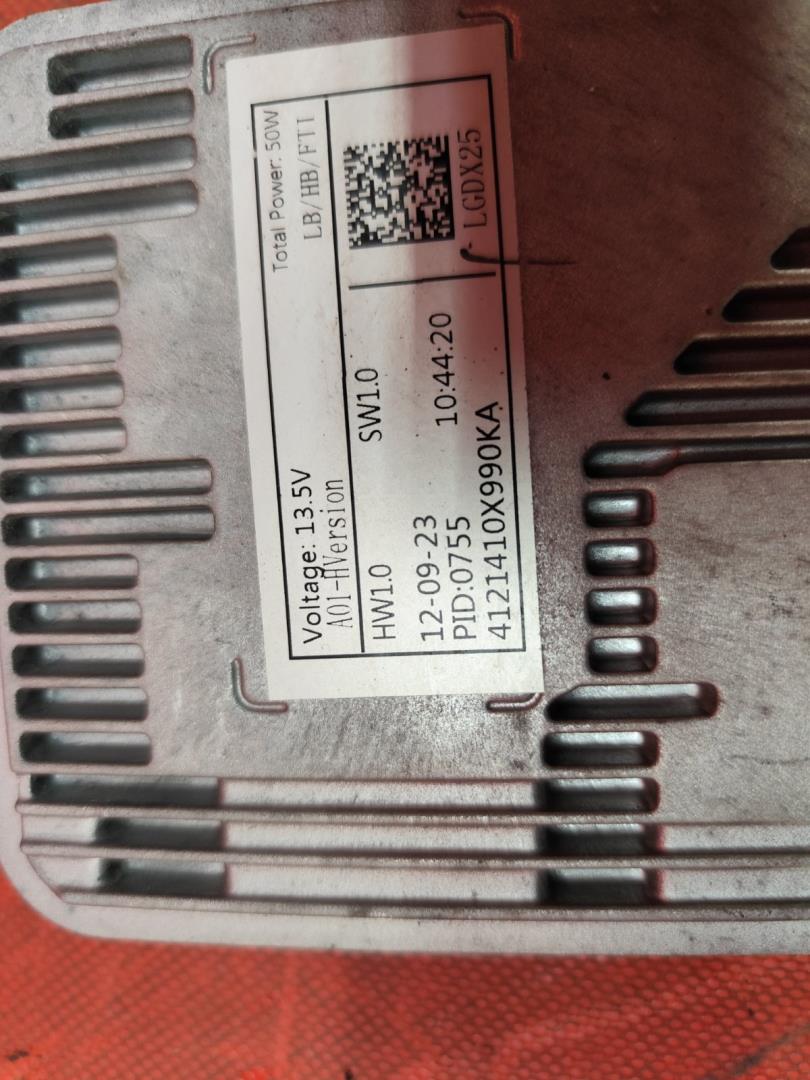 Voltage: 13.5V Total Power: 50W
A01-HVersion LB/HB/FTI
HW1.0 SW1.0
12-09-23 10:44:20
PID:0755 LGDX25
4121410X990KA